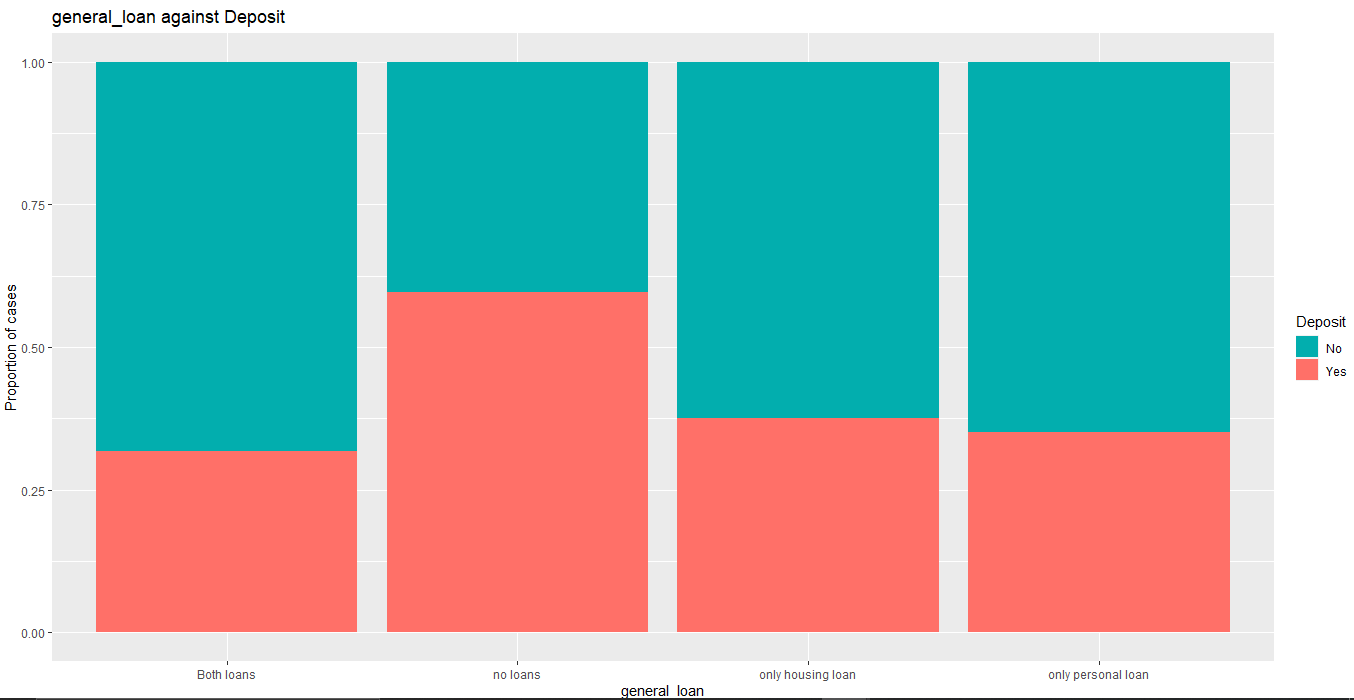 general_loan against Deposit
Proportion of cases
1.00
0.75
0.50
0.25
0.00
Both loans
no loans
only housing loan
only personal loan
general_loan
Deposit
No
Yes